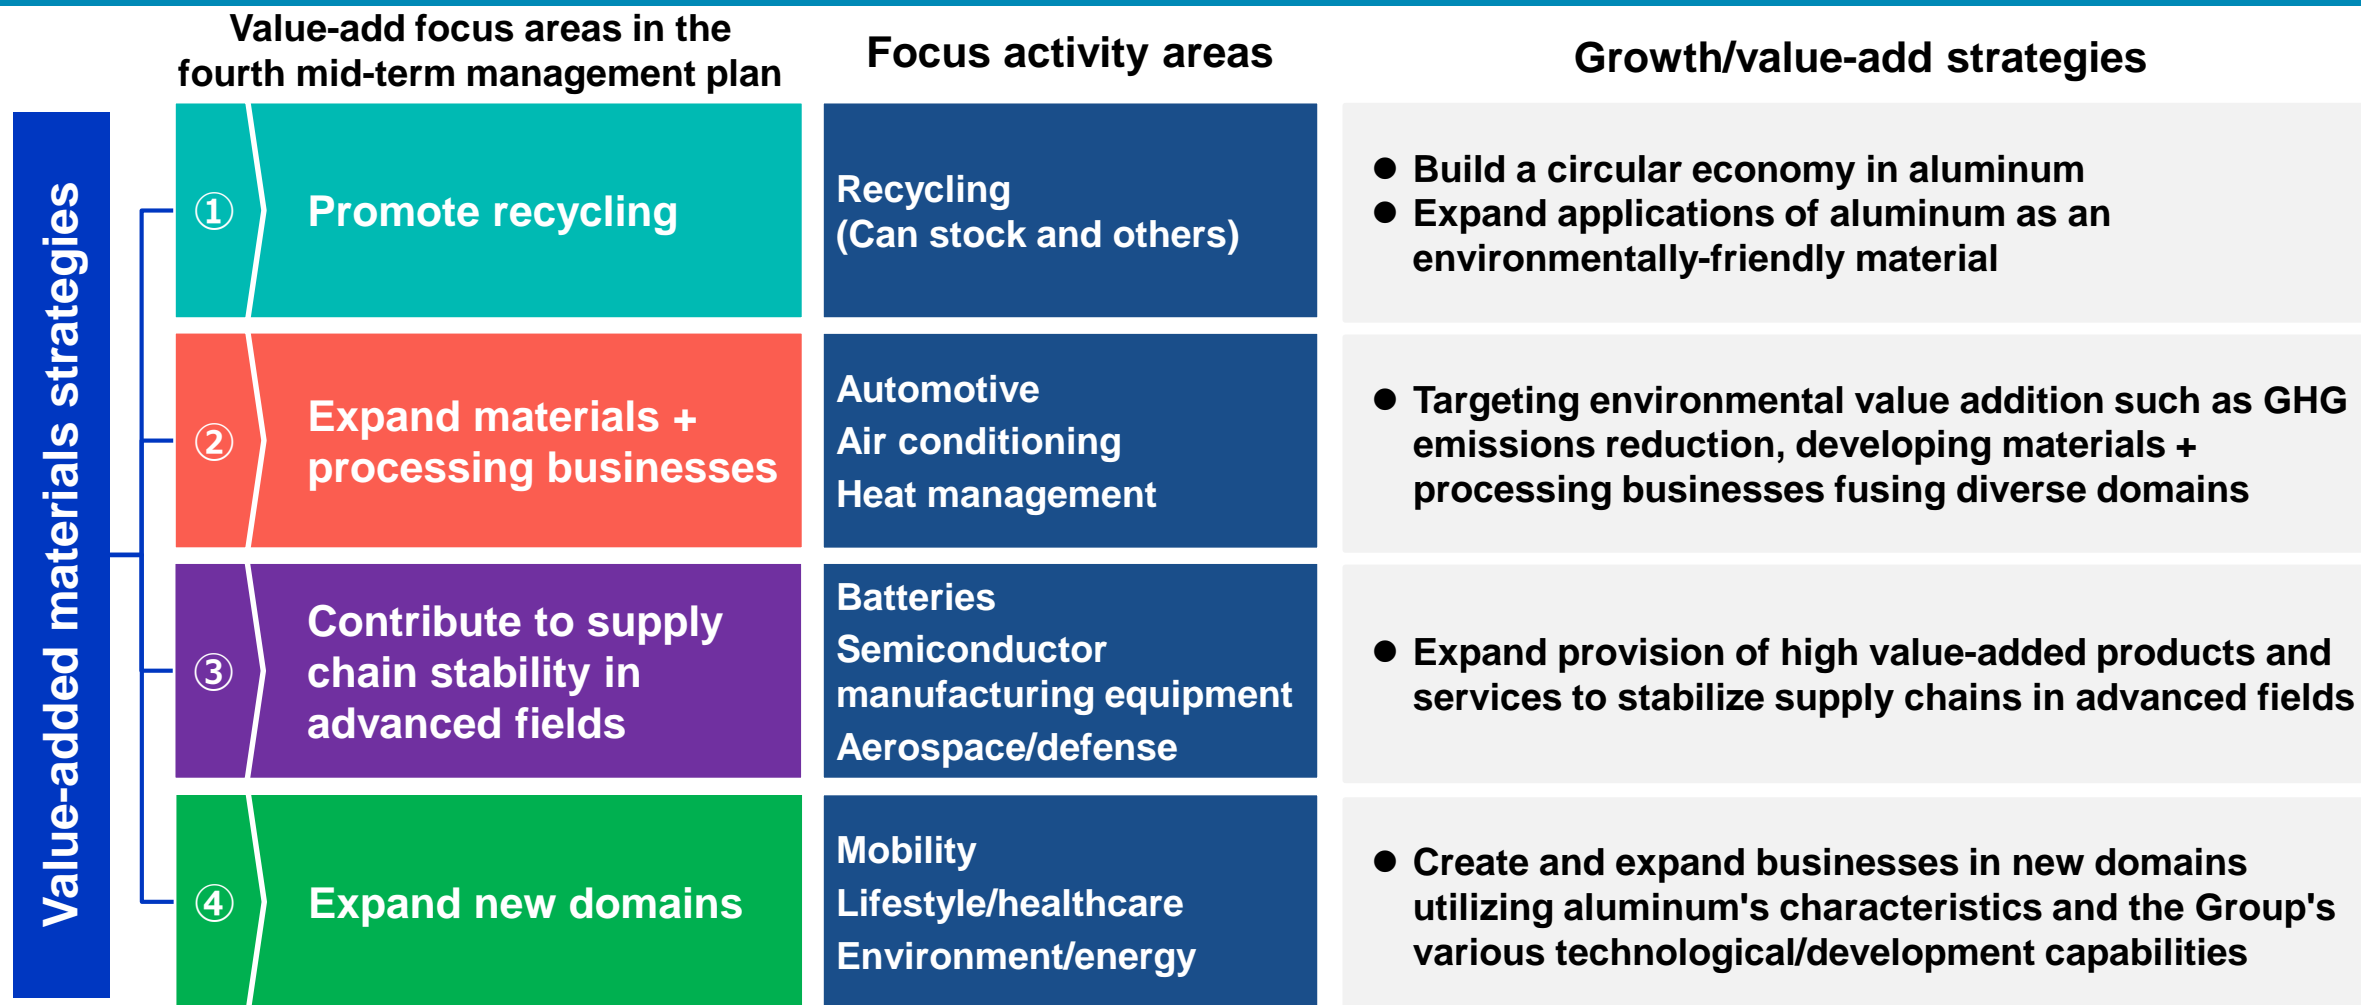 Value-add focus areas in the
fourth mid-term management plan
Focus activity areas
Growth/value-add strategies
Value-added materials strategies
①
Promote recycling
Recycling
(Can stock and others)
● Build a circular economy in aluminum
● Expand applications of aluminum as an
environmentally-friendly material
②
Expand materials +
processing businesses
Automotive
Air conditioning
Heat management
● Targeting environmental value addition such as GHG
emissions reduction, developing materials +
processing businesses fusing diverse domains
③
Contribute to supply
chain stability in
advanced fields
Batteries
Semiconductor
manufacturing equipment
Aerospace/defense
● Expand provision of high value-added products and
services to stabilize supply chains in advanced fields
④
Expand new domains
Mobility
Lifestyle/healthcare
Environment/energy
● Create and expand businesses in new domains
utilizing aluminum's characteristics and the Group's
various technological/development capabilities